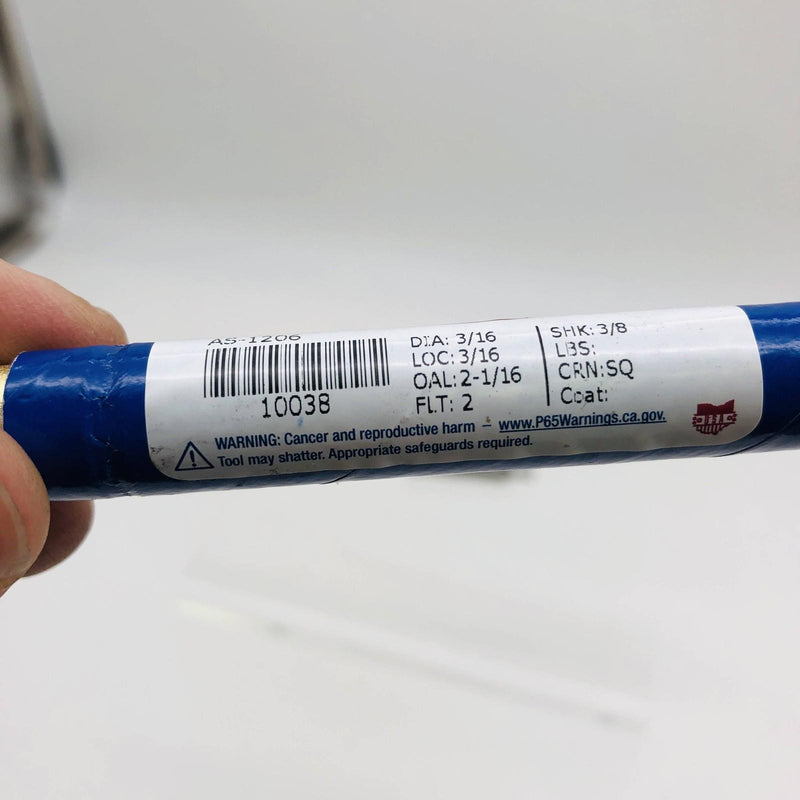 AS-1206
10038
DIA: 3/16
LOC: 3/16
OAL: 2-1/16
FLT: 2
SHK: 3/8
LBS:
CRN: SQ
Coat:
WARNING: Cancer and reproductive harm – www.P65Warnings.ca.gov.
Tool may shatter. Appropriate safeguards required.
USA